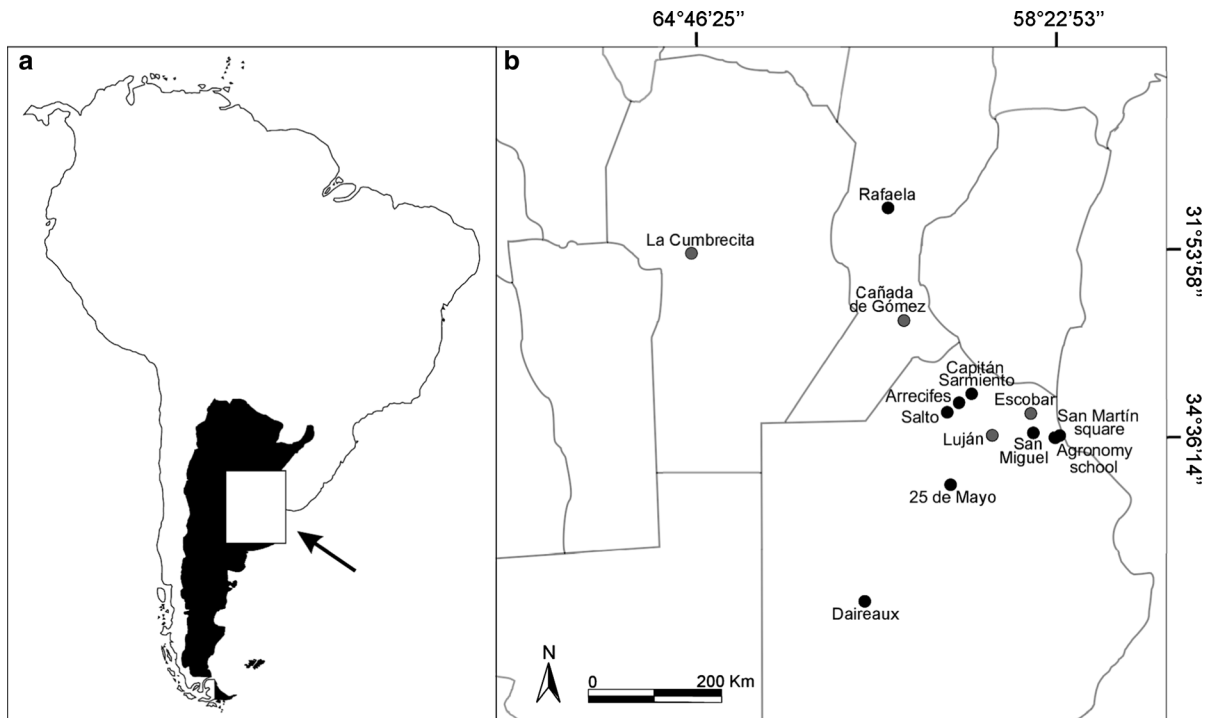 64°46’25’’
58°22’53’’
a
b
Rafaela
La Cumbrecita
31°53’58’’
Cañada
de Gómez
Capitán
Sarmiento
Arrecifes
Escobar
Salto
San Martín
square
34°36’14’’
Luján
San
Miguel
Agronomy
school
25 de Mayo
Daireaux
N
0
200 Km